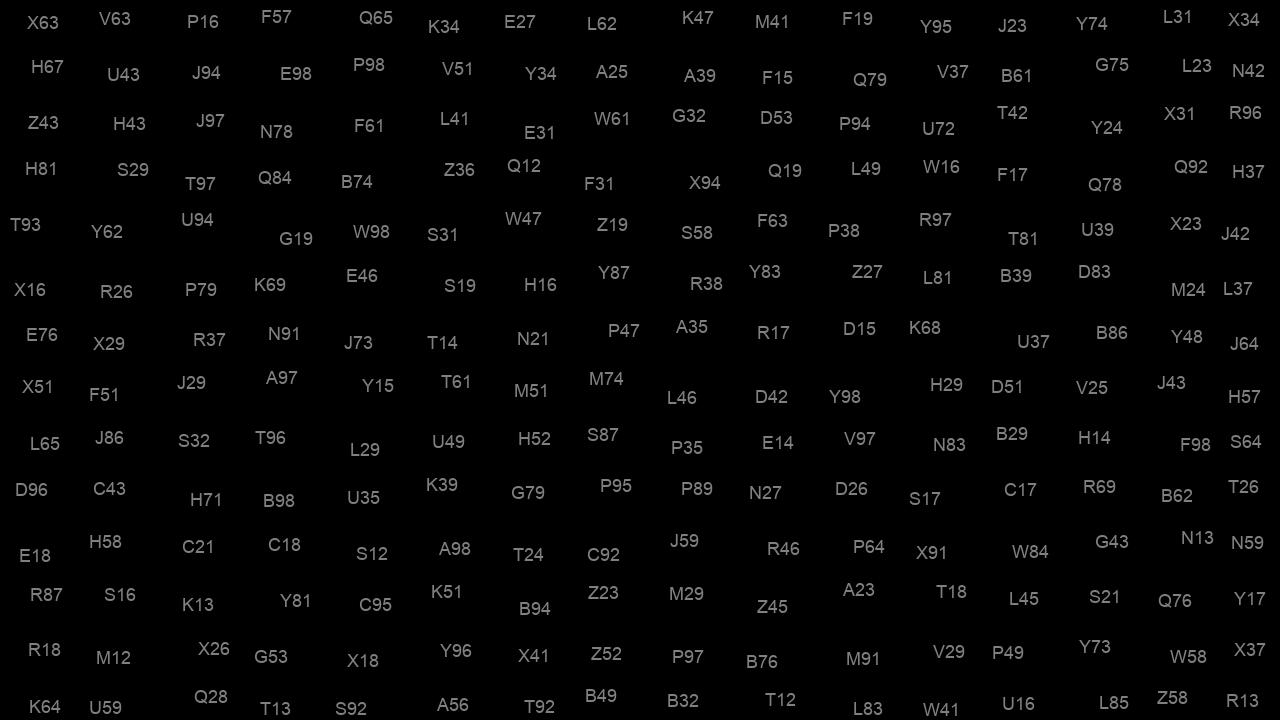 X63 V63 P16 F57 Q65 K34 E27 L62 K47 M41 F19 Y95 J23 Y74 L31 X34
H67 U43 J94 E98 P98 V51 Y34 A25 A39 F15 Q79 V37 B61 G75 L23 N42
Z43 H43 J97 N78 F61 L41 E31 W61 G32 D53 P94 U72 T42 Y24 X31 R96
H81 S29 T97 Q84 B74 Z36 Q12 F31 X94 Q19 L49 W16 F17 Q78 Q92 H37
T93 Y62 U94 G19 W98 S31 W47 Z19 S58 F63 P38 R97 T81 U39 X23 J42
X16 R26 P79 K69 E46 S19 H16 Y87 R38 Y83 Z27 L81 B39 D83 M24 L37
E76 X29 R37 N91 J73 T14 N21 P47 A35 R17 D15 K68 U37 B86 Y48 J64
X51 F51 J29 A97 Y15 T61 M51 M74 L46 D42 Y98 H29 D51 V25 J43 H57
L65 J86 S32 T96 L29 U49 H52 S87 P35 E14 V97 N83 B29 H14 F98 S64
D96 C43 H71 B98 U35 K39 G79 P95 P89 N27 D26 S17 C17 R69 B62 T26
E18 H58 C21 C18 S12 A98 T24 C92 J59 R46 P64 X91 W84 G43 N13 N59
R87 S16 K13 Y81 C95 K51 B94 Z23 M29 Z45 A23 T18 L45 S21 Q76 Y17
R18 M12 X26 G53 X18 Y96 X41 Z52 P97 B76 M91 V29 P49 Y73 W58 X37
K64 U59 Q28 T13 S92 A56 T92 B49 B32 T12 L83 W41 U16 L85 Z58 R13